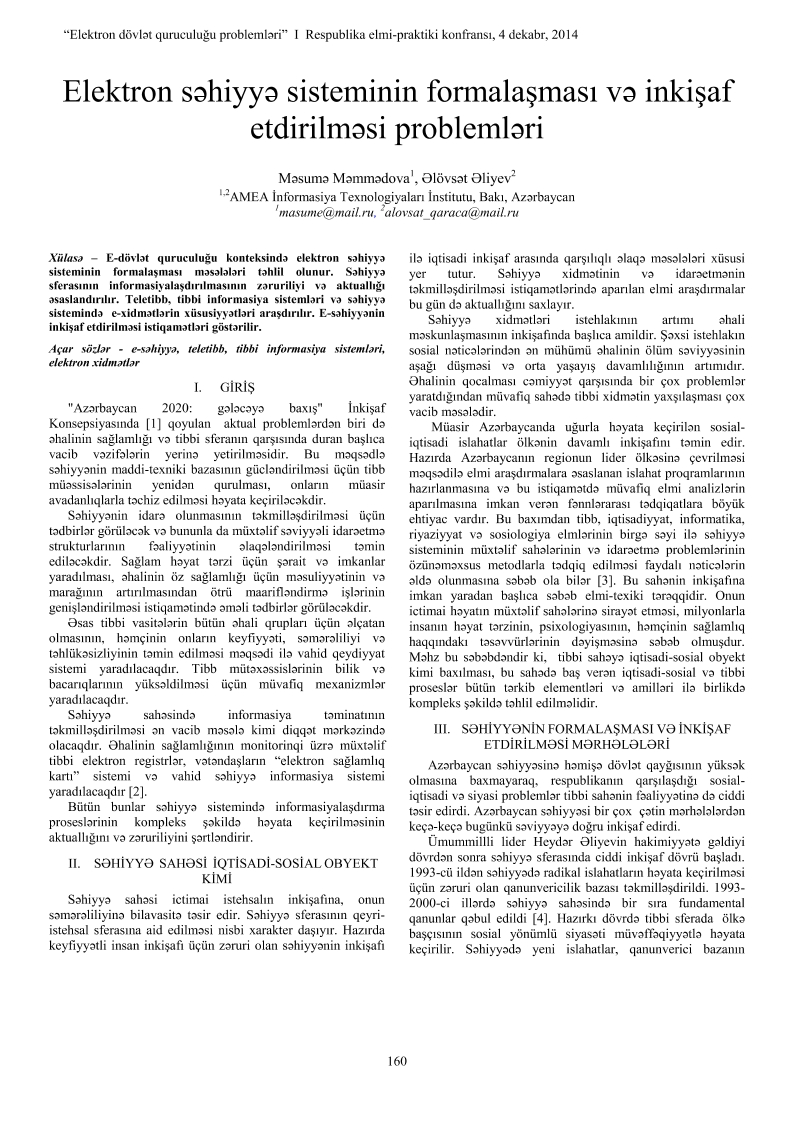 “Elektron dövlət quruculuğu problemləri” I Respublika elmi-praktiki konfransı, 4 dekabr, 2014
Elektron səhiyyə sisteminin formalaşması və inkişaf
etdirilməsi problemləri
Məsumə Məmmədova1, Əlövsət Əliyev2
1,2AMEA İnformasiya Texnologiyaları İnstitutu, Bakı, Azərbaycan
1masume@mail.ru, 2alovsat_qaraca@mail.ru
Xülasə – E-dövlət quruculuğu konteksində elektron səhiyyə
sisteminin formalaşması məsələləri təhlil olunur. Səhiyyə
sferasının informasiyalaşdırılmasının zəruriliyi və aktuallığı
əsaslandırılır. Teletibb, tibbi informasiya sistemləri və səhiyyə
sistemində e-xidmətlərin xüsusiyyətləri araşdırılır. E-səhiyyənin
inkişaf etdirilməsi istiqamətləri göstərilir.
Açar sözlər - e-səhiyyə, teletibb, tibbi informasiya sistemləri,
elektron xidmətlər
I. GİRİŞ
"Azərbaycan 2020: gələcəyə baxış" İnkişaf
Konsepsiyasında [1] qoyulan aktual problemlərdən biri də
əhalinin sağlamlığı və tibbi sferanın qarşısında duran başlıca
vacib vəzifələrin yerinə yetirilməsidir. Bu məqsədlə
səhiyyənin maddi-texniki bazasının gücləndirilməsi üçün tibb
müəssisələrinin yenidən qurulması, onların müasir
avadanlıqlarla təchiz edilməsi həyata keçiriləcəkdir.
Səhiyyənin idarə olunmasının təkmilləşdirilməsi üçün
tədbirlər görüləcək və bununla da müxtəlif səviyyəli idarəetmə
strukturlarının fəaliyyətinin əlaqələndirilməsi təmin
ediləcəkdir. Sağlam həyat tərzi üçün şərait və imkanlar
yaradılması, əhalinin öz sağlamlığı üçün məsuliyyətinin və
marağının artırılmasından ötrü maarifləndirmə işlərinin
genişləndirilməsi istiqamətində əməli tədbirlər görüləcəkdir.
Əsas tibbi vasitələrin bütün əhali qrupları üçün əlçatan
olmasının, həmçinin onların keyfiyyəti, səmərəliliyi və
təhlükəsizliyinin təmin edilməsi məqsədi ilə vahid qeydiyyat
sistemi yaradılacaqdır. Tibb mütəxəssislərinin bilik və
bacarıqlarının yüksəldilməsi üçün müvafiq mexanizmlər
yaradılacaqdır.
Səhiyyə sahəsində informasiya təminatının
təkmilləşdirilməsi ən vacib məsələ kimi diqqət mərkəzində
olacaqdır. Əhalinin sağlamlığının monitorinqi üzrə müxtəlif
tibbi elektron registrlər, vətəndaşların “elektron sağlamlıq
kartı” sistemi və vahid səhiyyə informasiya sistemi
yaradılacaqdır [2].
Bütün bunlar səhiyyə sistemində informasiyalaşdırma
proseslərinin kompleks şəkildə həyata keçirilməsinin
aktuallığını və zəruriliyini şərtləndirir.
II. SƏHİYYƏ SAHƏSİ İQTİSADİ-SOSİAL OBYEKT
KİMİ
Səhiyyə sahəsi ictimai istehsalın inkişafına, onun
səmərəliliyinə bilavasitə təsir edir. Səhiyyə sferasının qeyri-
istehsal sferasına aid edilməsi nisbi xarakter daşıyır. Hazırda
keyfiyyətli insan inkişafı üçün zəruri olan səhiyyənin inkişafı
ilə iqtisadi inkişaf arasında qarşılıqlı əlaqə məsələləri xüsusi
yer tutur. Səhiyyə xidmətinin və idarəetmənin
təkmilləşdirilməsi istiqamətlərində aparılan elmi araşdırmalar
bu gün də aktuallığını saxlayır.
Səhiyyə xidmətləri istehlakının artımı əhali
məskunlaşmasının inkişafında başlıca amildir. Şəxsi istehlakın
sosial nəticələrindən ən mühümü əhalinin ölüm səviyyəsinin
aşağı düşməsi və orta yaşayış davamlılığının artımıdır.
Əhalinin qocalması cəmiyyət qarşısında bir çox problemlər
yaratdığından müvafiq sahədə tibbi xidmətin yaxşılaşması çox
vacib məsələdir.
Müasir Azərbaycanda uğurla həyata keçirilən sosial-
iqtisadi islahatlar ölkənin davamlı inkişafını təmin edir.
Hazırda Azərbaycanın regionun lider ölkəsinə çevrilməsi
məqsədilə elmi araşdırmalara əsaslanan islahat proqramlarının
hazırlanmasına və bu istiqamətdə müvafiq elmi analizlərin
aparılmasına imkan verən fənnlərarası tədqiqatlara böyük
ehtiyac vardır. Bu baxımdan tibb, iqtisadiyyat, informatika,
riyaziyyat və sosiologiya elmlərinin birgə səyi ilə səhiyyə
sisteminin müxtəlif sahələrinin və idarəetmə problemlərinin
özünəməxsus metodlarla tədqiq edilməsi faydalı nəticələrin
əldə olunmasına səbəb ola bilər [3]. Bu sahənin inkişafına
imkan yaradan başlıca səbəb elmi-texiki tərəqqidir. Onun
ictimai həyatın müxtəlif sahələrinə sirayət etməsi, milyonlarla
insanın həyat tərzinin, psixologiyasının, həmçinin sağlamlıq
haqqındakı təsəvvürlərinin dəyişməsinə səbəb olmuşdur.
Məhz bu səbəbdəndir ki, tibbi sahəyə iqtisadi-sosial obyekt
kimi baxılması, bu sahədə baş verən iqtisadi-sosial və tibbi
proseslər bütün tərkib elementləri və amilləri ilə birlikdə
kompleks şəkildə təhlil edilməlidir.
III. SƏHİYYƏNİN FORMALAŞMASI VƏ İNKİŞAF
ETDİRİLMƏSİ MƏRHƏLƏLƏRİ
Azərbaycan səhiyyəsinə həmişə dövlət qayğısının yüksək
olmasına baxmayaraq, respublikanın qarşılaşdığı sosial-
iqtisadi və siyasi problemlər tibbi sahənin fəaliyyətinə də ciddi
təsir edirdi. Azərbaycan səhiyyəsi bir çox çətin mərhələlərdən
keçə-keçə bugünkü səviyyəyə doğru inkişaf edirdi.
Ümummillli lider Heydər Əliyevin hakimiyyətə gəldiyi
dövrdən sonra səhiyyə sferasında ciddi inkişaf dövrü başladı.
1993-cü ildən səhiyyədə radikal islahatların həyata keçirilməsi
üçün zəruri olan qanunvericilik bazası təkmilləşdirildi. 1993-
2000-ci illərdə səhiyyə sahəsində bir sıra fundamental
qanunlar qəbul edildi [4]. Hazırkı dövrdə tibbi sferada ölkə
başçısının sosial yönümlü siyasəti müvəffəqiyyətlə həyata
keçirilir. Səhiyyədə yeni islahatlar, qanunverici bazanın
160